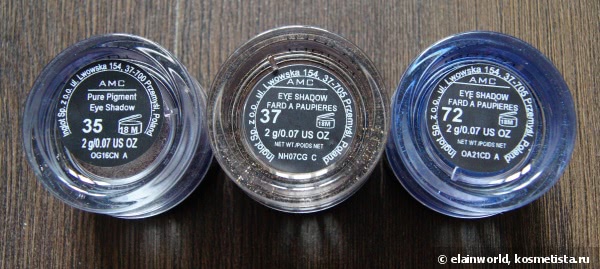 Inglot Sp. z o.o. ul. Lwowska 154, 37-700 Przemyśl, Poland
AMC
Pure Pigment
Eye Shadow
35
18 M
2 g/0.07 US OZ
OG16CN A
Inglot Sp. z o.o. ul. Lwowska 154, 37-700 Przemyśl, Poland
AMC
EYE SHADOW
FARD A PAUPIERES
37
18M
2 g/0.07 US OZ
NET WT./POIDS NET
NH07CG C
Inglot Sp. z o.o. ul. Lwowska 154, 37-700 Przemyśl, Poland
AMC
EYE SHADOW
FARD A PAUPIERES
72
18M
2 g/0.07 US OZ
NET WT./POIDS NET
OA21CD A
© elainworld, kosmetista.ru